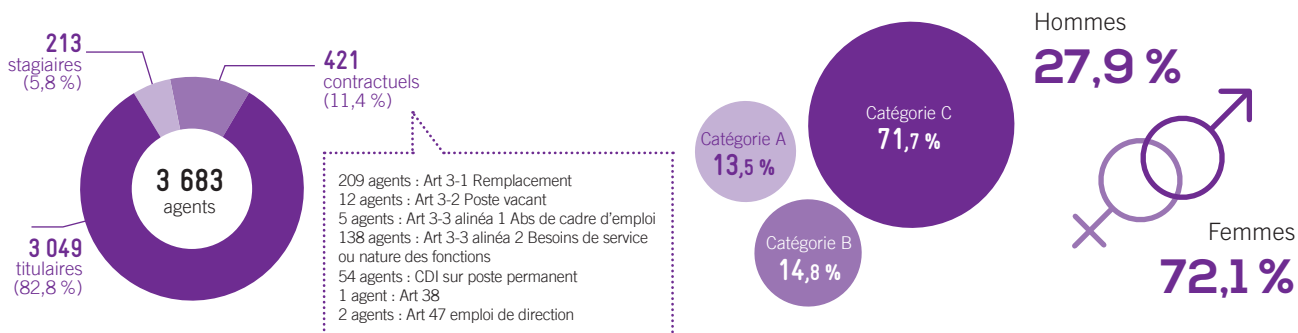 213
stagiaires
(5,8 %)
421
contractuels
(11,4 %)
3 683
agents
3 049
titulaires
(82,8 %)
209 agents : Art 3-1 Remplacement
12 agents : Art 3-2 Poste vacant
5 agents : Art 3-3 alinéa 1 Abs de cadre d'emploi
138 agents : Art 3-3 alinéa 2 Besoins de service
ou nature des fonctions
54 agents : CDI sur poste permanent
1 agent : Art 38
2 agents : Art 47 emploi de direction
Catégorie A
13,5 %
Catégorie C
71,7 %
Catégorie B
14,8 %
Hommes
27,9 %
Femmes
72,1 %